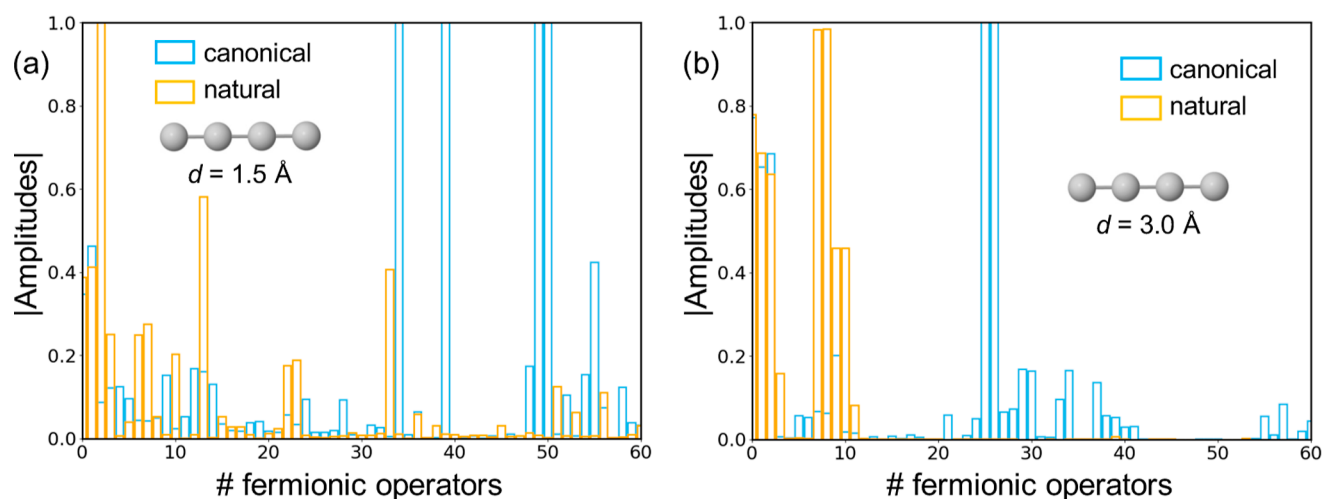 (a)
canonical
natural
d = 1.5 Å
|Amplitudes|
1.0
0.8
0.6
0.4
0.2
0.0
0 10 20 30 40 50 60
# fermionic operators
(b)
canonical
natural
d = 3.0 Å
|Amplitudes|
1.0
0.8
0.6
0.4
0.2
0.0
0 10 20 30 40 50 60
# fermionic operators